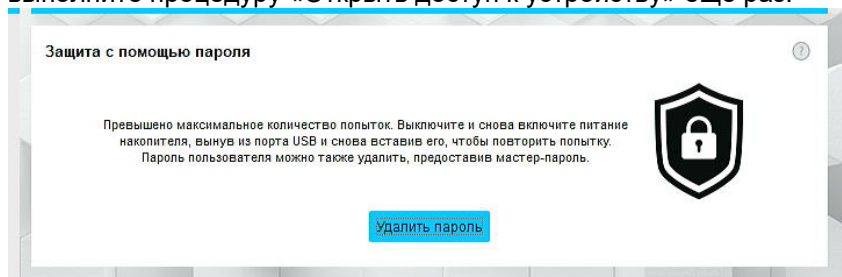 выполните процедуру «Открыть доступ к устройству» еще раз.
Защита с помощью пароля
?
Превышено максимальное количество попыток. Выключите и снова включите питание
накопителя, вынув из порта USB и снова вставив его, чтобы повторить попытку.
Пароль пользователя можно также удалить, предоставив мастер-пароль.
Удалить пароль